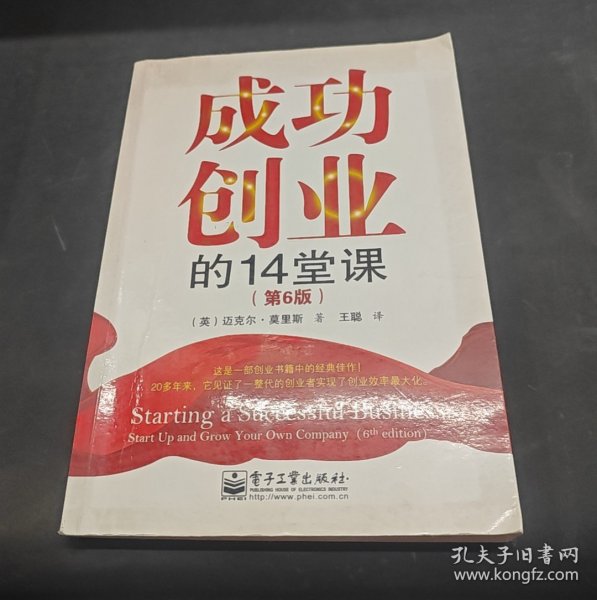 成功
创业
的14堂课
（第6版）
（英）迈克尔·莫里斯 著 王聪 译
这是一部创业书籍中的经典佳作！
20多年来，它见证了一整代的创业者实现了创业效率最大化。
Starting a Successful Business
Start Up and Grow Your Own Company (6th edition)
電子工業出版社·
PUBLISHING HOUSE OF ELECTRONICS INDUSTRY
PHEI
http://www.phei.com.cn
孔夫子旧书网
www.kongfz.com